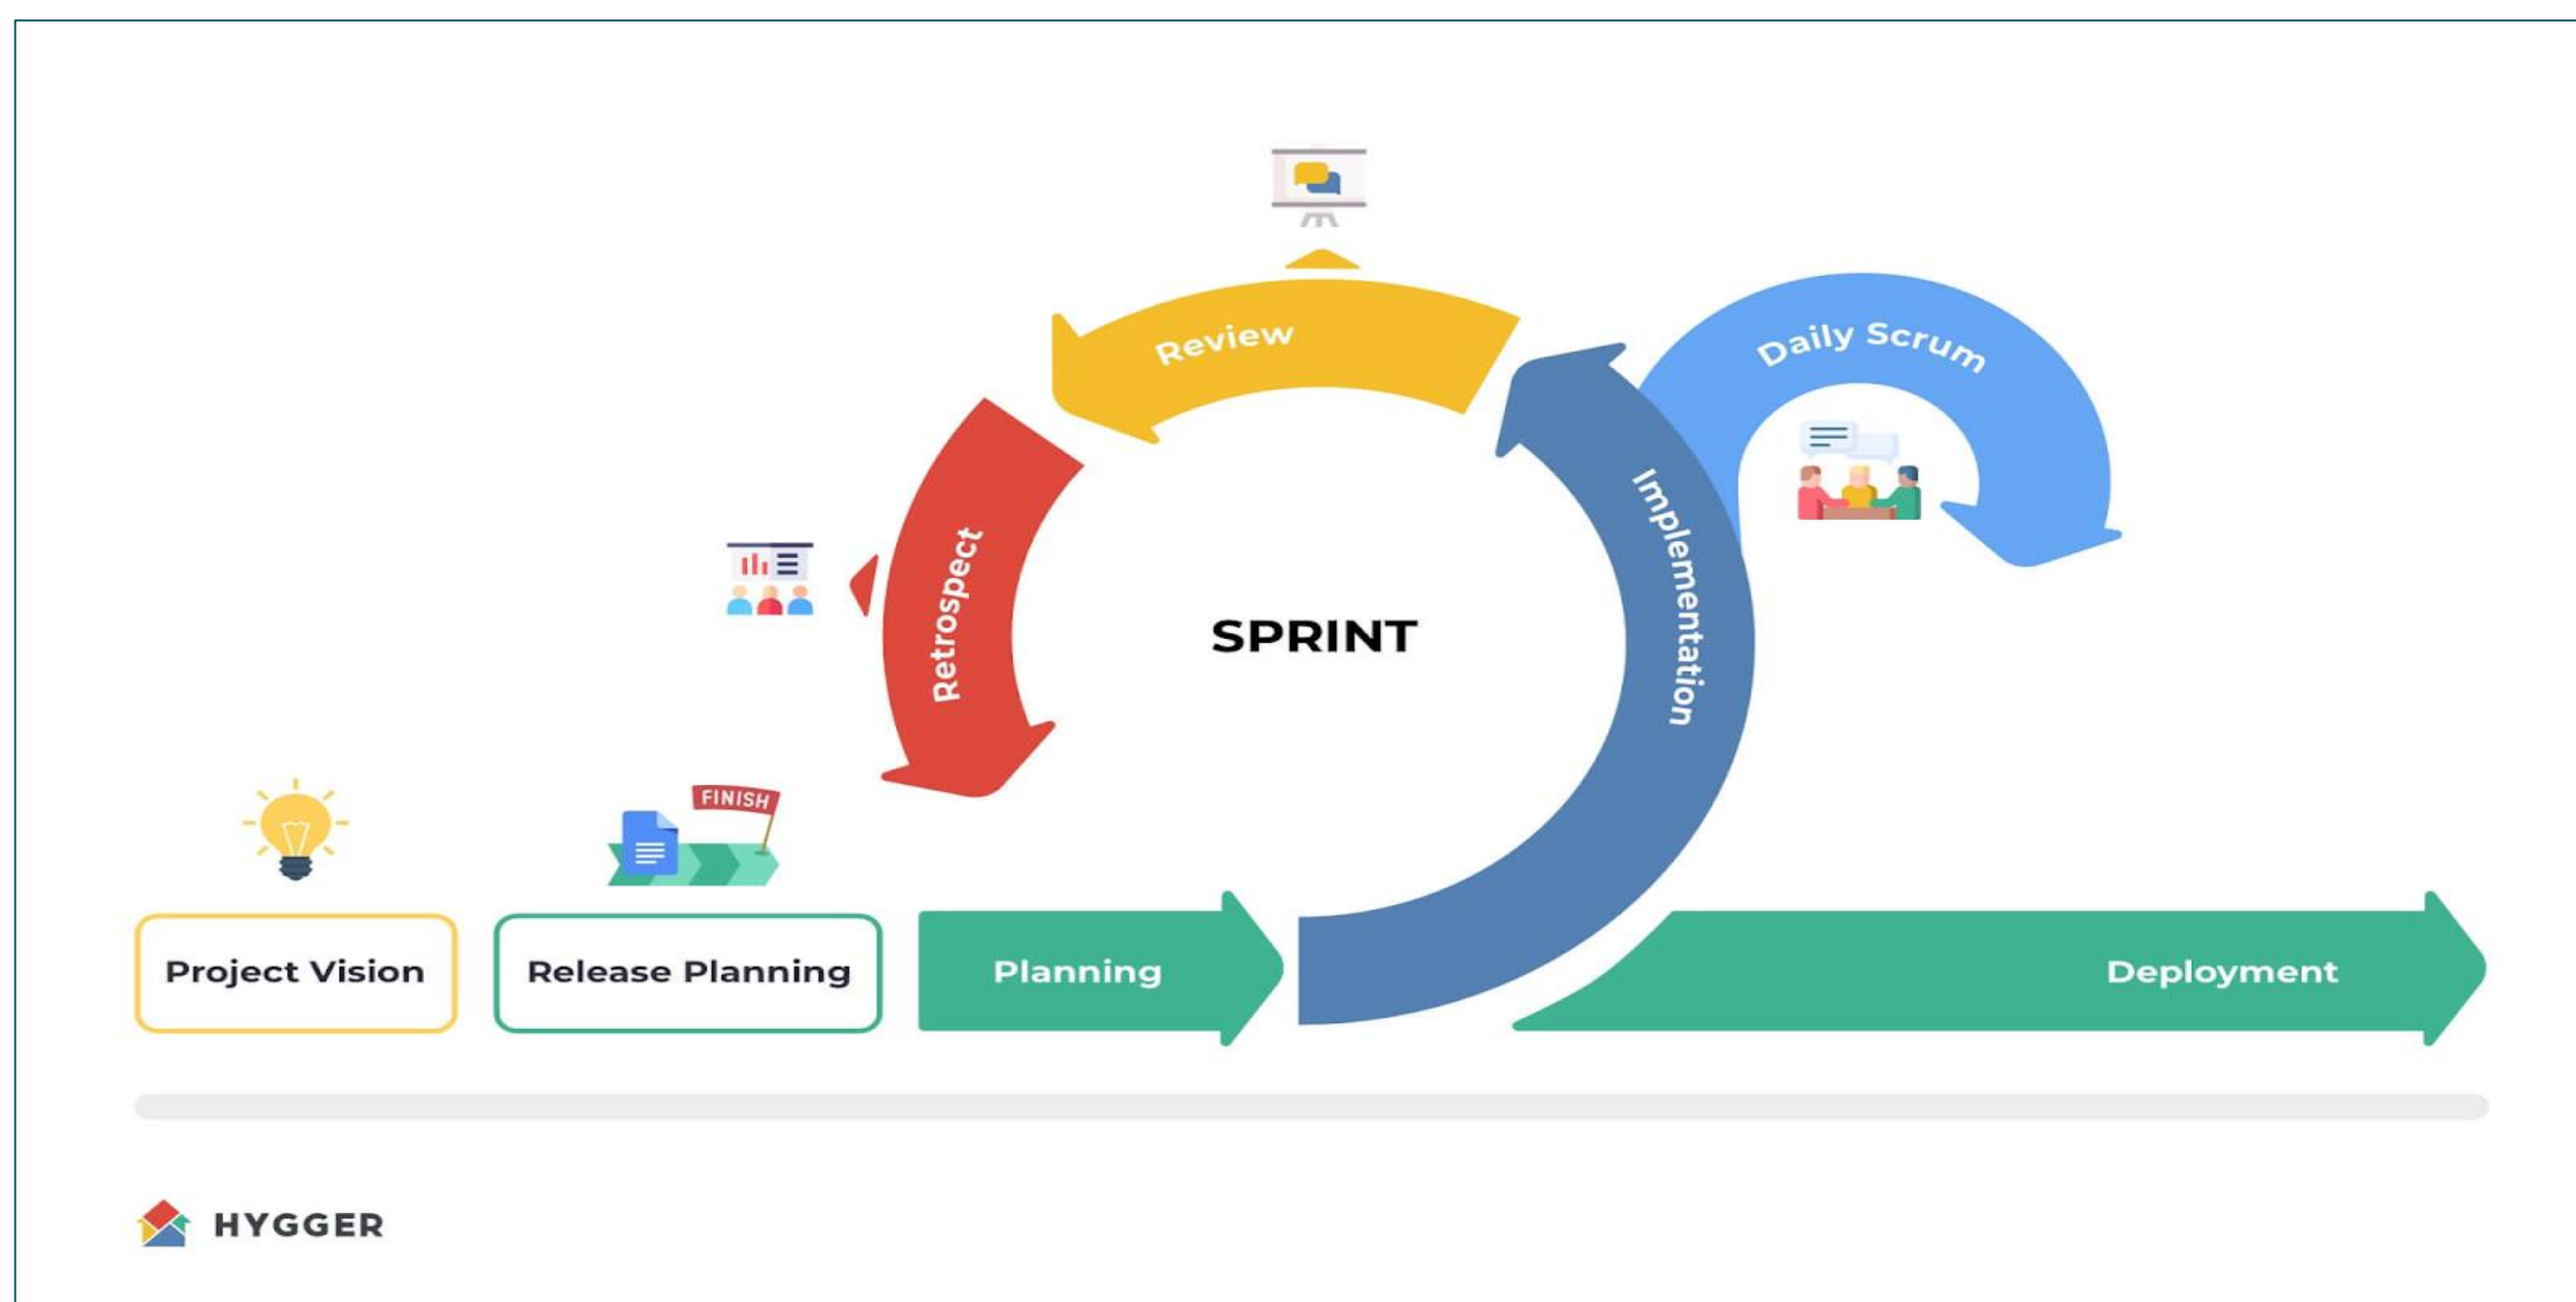 Review
Daily Scrum
Implementation
Retrospect
SPRINT
FINISH
Project Vision
Release Planning
Planning
Deployment
HYGGER